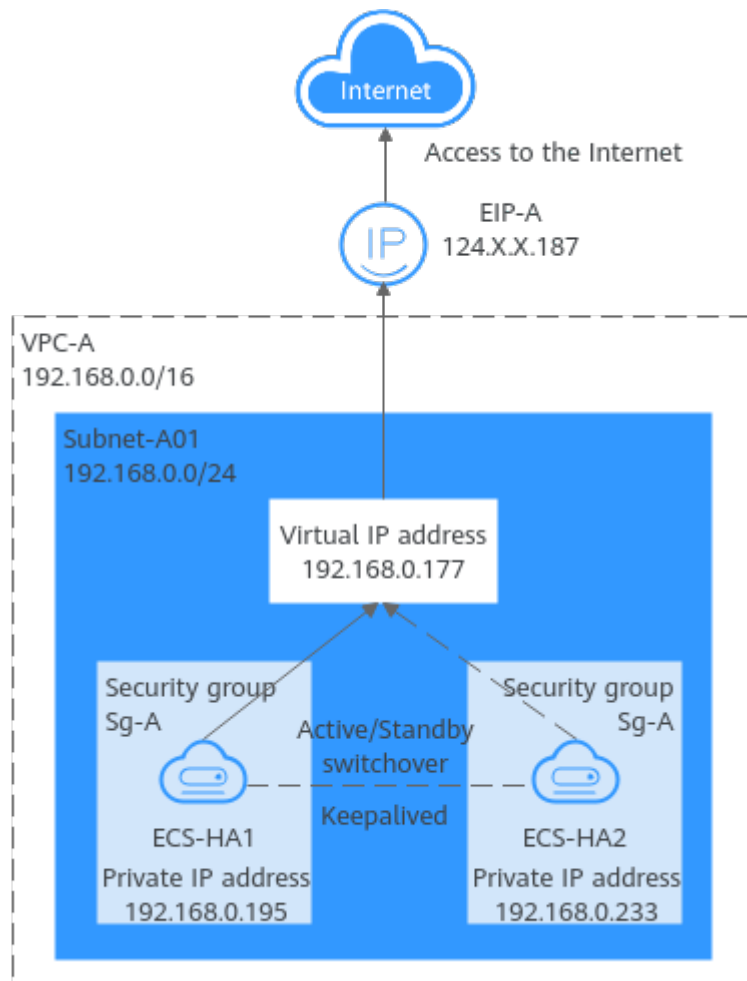 Internet
Access to the Internet
EIP-A
IP
124.X.X.187
VPC-A
192.168.0.0/16
Subnet-A01
192.168.0.0/24
Virtual IP address
192.168.0.177
Security group
Sg-A
Security group
Sg-A
Active/Standby
switchover
Keepalived
ECS-HA1
Private IP address
192.168.0.195
ECS-HA2
Private IP address
192.168.0.233